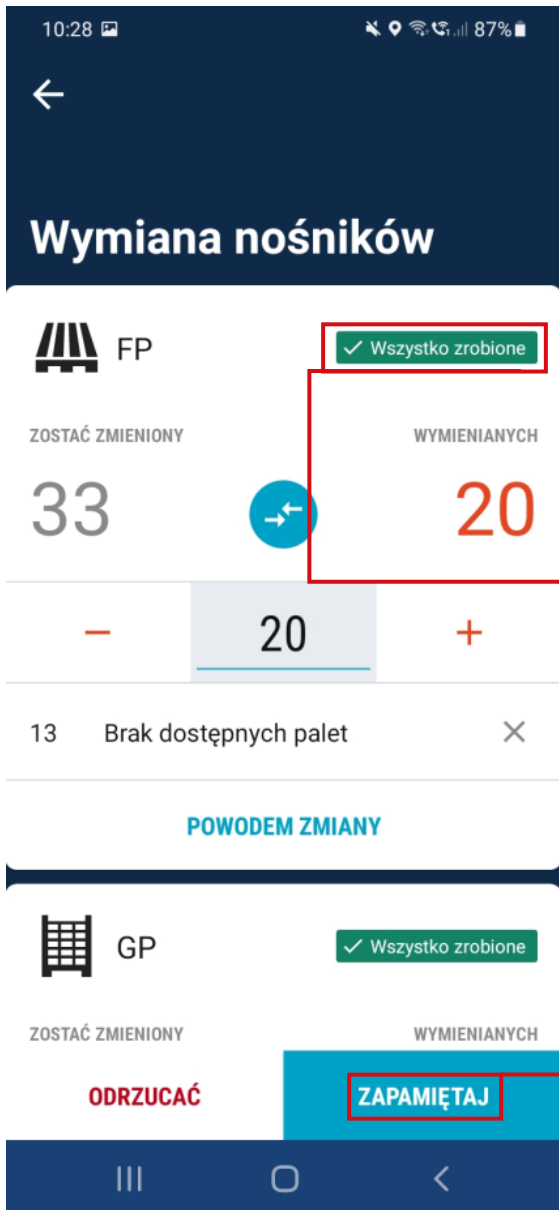 10:28 87%
Wymiana nośników
FP Wszystko zrobione
ZOSTAĆ ZMIENIONY WYMIENIANYCH
33 20
− 20 +
13 Brak dostępnych palet
POWODEM ZMIANY
GP Wszystko zrobione
ZOSTAĆ ZMIENIONY WYMIENIANYCH
ODRZUCAĆ ZAPAMIĘTAJ